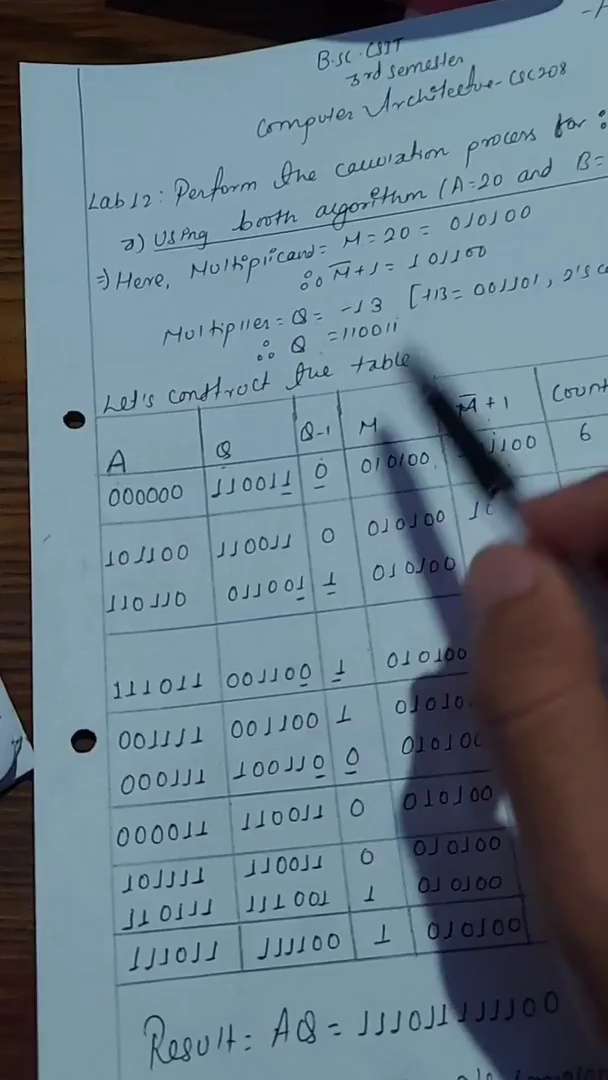 B.SC. CSIT
3rd semester
Computer Architecture - CSC208
Lab 12: Perform the calculation process for :
a) Using booth algorithm (A=20 and B=
=) Here, Multiplicand = M = 20 = 010100
∴ M̅+1 = 101100
Multiplier = Q = -13 [+13 = 001101, 2's
∴ Q = 110011
Let's construct the table
A Q Q-1 M M̅+1 Count
000000 110011 0 010100 1100 6
101100 110011 0 010100
110110 011001 1 010100
111011 001100 1 010100
001111 001100 1
000111 100110 0
000011 110011 0 010100
101111 110011 0 010100
110111 111001 1 010100
111011 111100 1 010100
Result: AQ = 111011111100